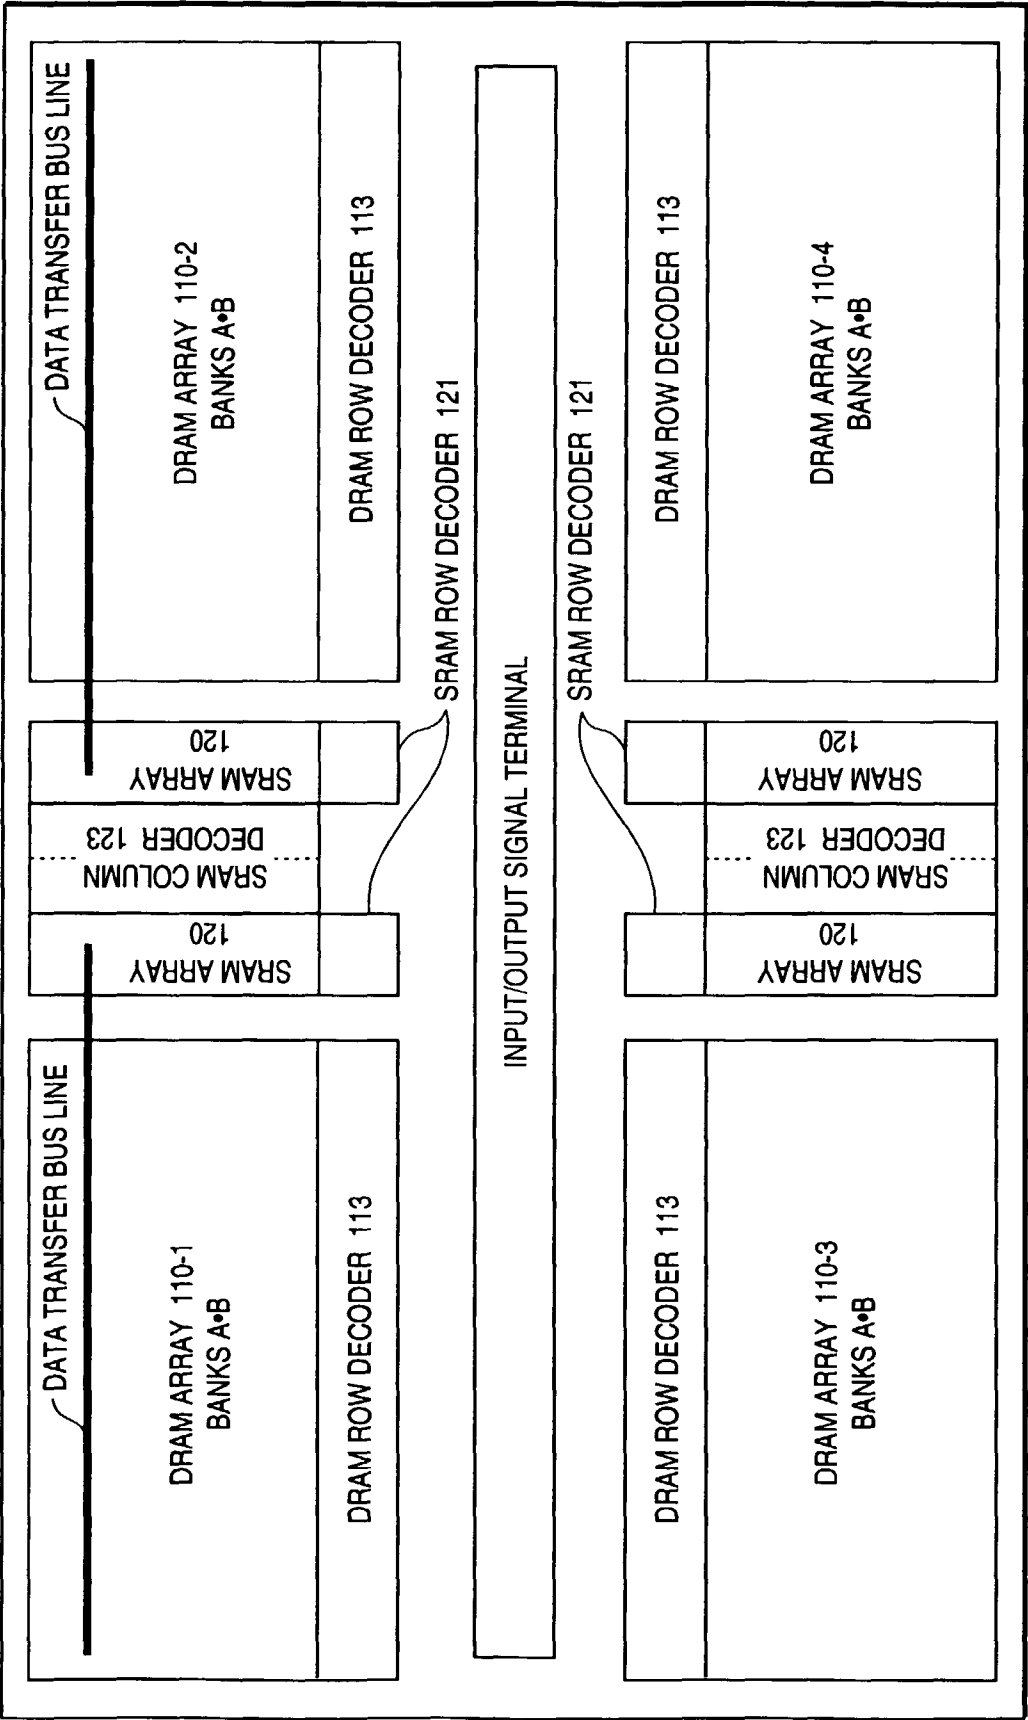 DATA TRANSFER BUS LINE
DRAM ARRAY 110-1
BANKS A•B
DRAM ROW DECODER 113
SRAM ARRAY
120
SRAM COLUMN
DECODER 123
SRAM ARRAY
120
DATA TRANSFER BUS LINE
DRAM ARRAY 110-2
BANKS A•B
DRAM ROW DECODER 113
SRAM ROW DECODER 121
INPUT/OUTPUT SIGNAL TERMINAL
SRAM ROW DECODER 121
DRAM ROW DECODER 113
DRAM ARRAY 110-3
BANKS A•B
SRAM ARRAY
120
SRAM COLUMN
DECODER 123
SRAM ARRAY
120
DRAM ROW DECODER 113
DRAM ARRAY 110-4
BANKS A•B